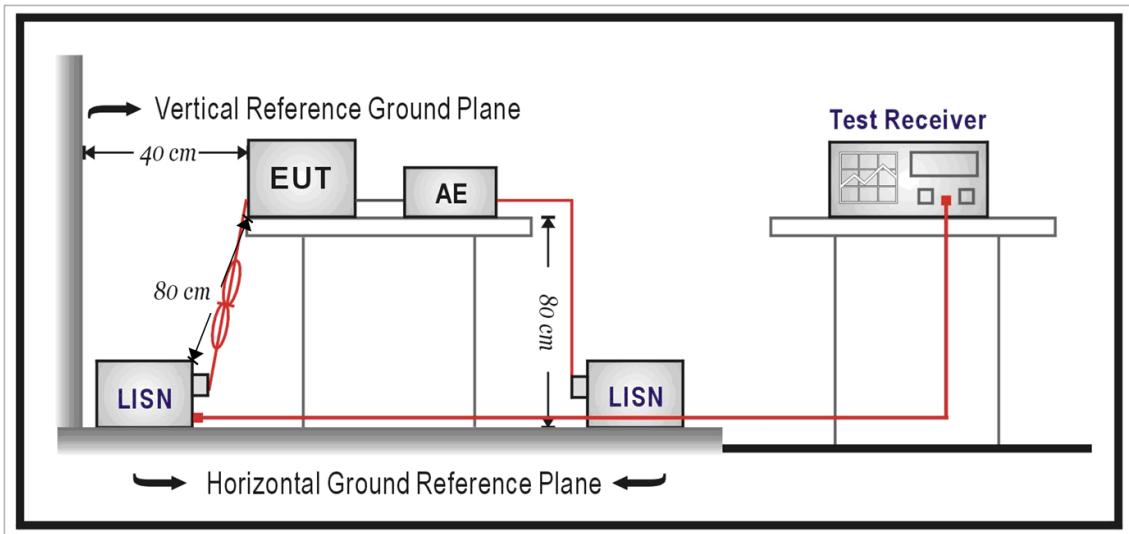 Vertical Reference Ground Plane
Test Receiver
40 cm
EUT
AE
80 cm
80 cm
LISN
LISN
Horizontal Ground Reference Plane